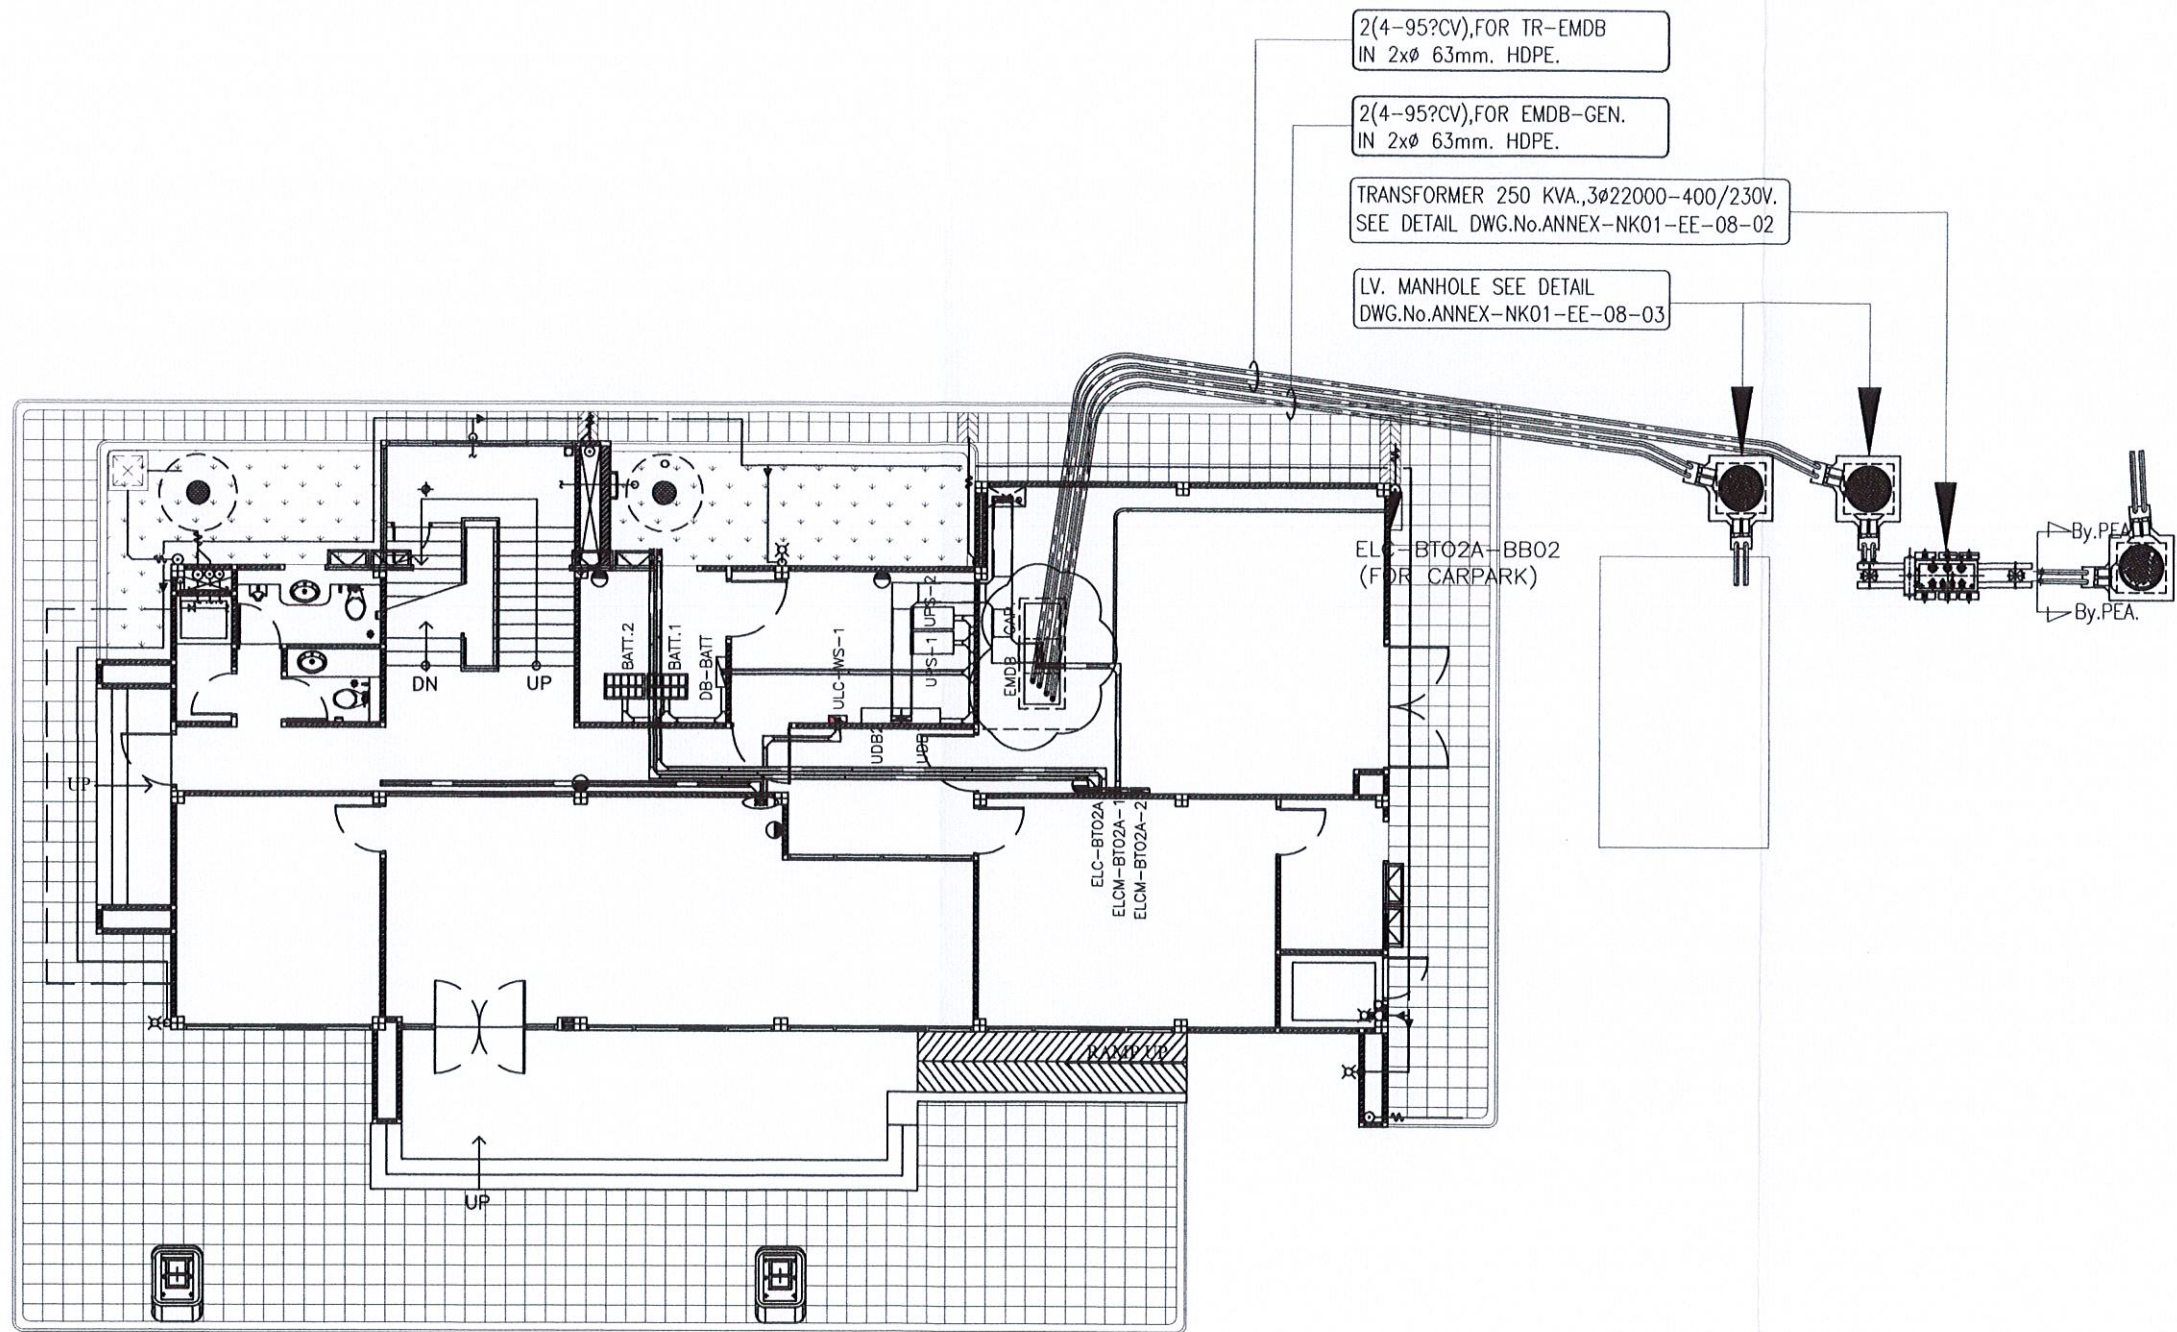 2(4-95?CV),FOR TR-EMDB
IN 2xø 63mm. HDPE.
2(4-95?CV),FOR EMDB-GEN.
IN 2xø 63mm. HDPE.
TRANSFORMER 250 KVA.,3ø22000-400/230V.
SEE DETAIL DWG.No.ANNEX-NK01-EE-08-02
LV. MANHOLE SEE DETAIL
DWG.No.ANNEX-NK01-EE-08-03
By.PEA
By.PEA.
ELC-BT02A-BB02
(FOR CARPARK)
DN
UP
BATT.2
BATT.1
DB-BATT
ULC-WS-1
UPS-2
UPS-1
EMDB
CAP
UDB2
UP
ELC-BT02A
ELCM-BT02A-1
ELCM-BT02A-2
RAMP UP
UP